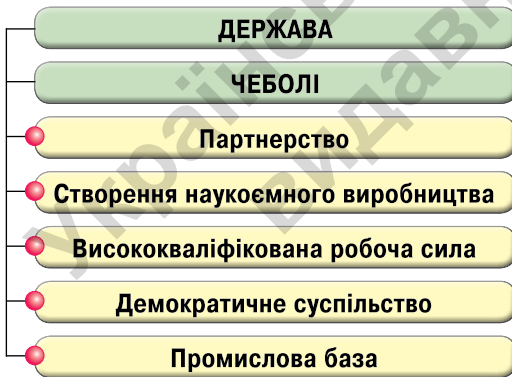 ДЕРЖАВА
ЧЕБОЛІ
Партнерство
Створення наукоємного виробництва
Висококваліфікована робоча сила
Демократичне суспільство
Промислова база